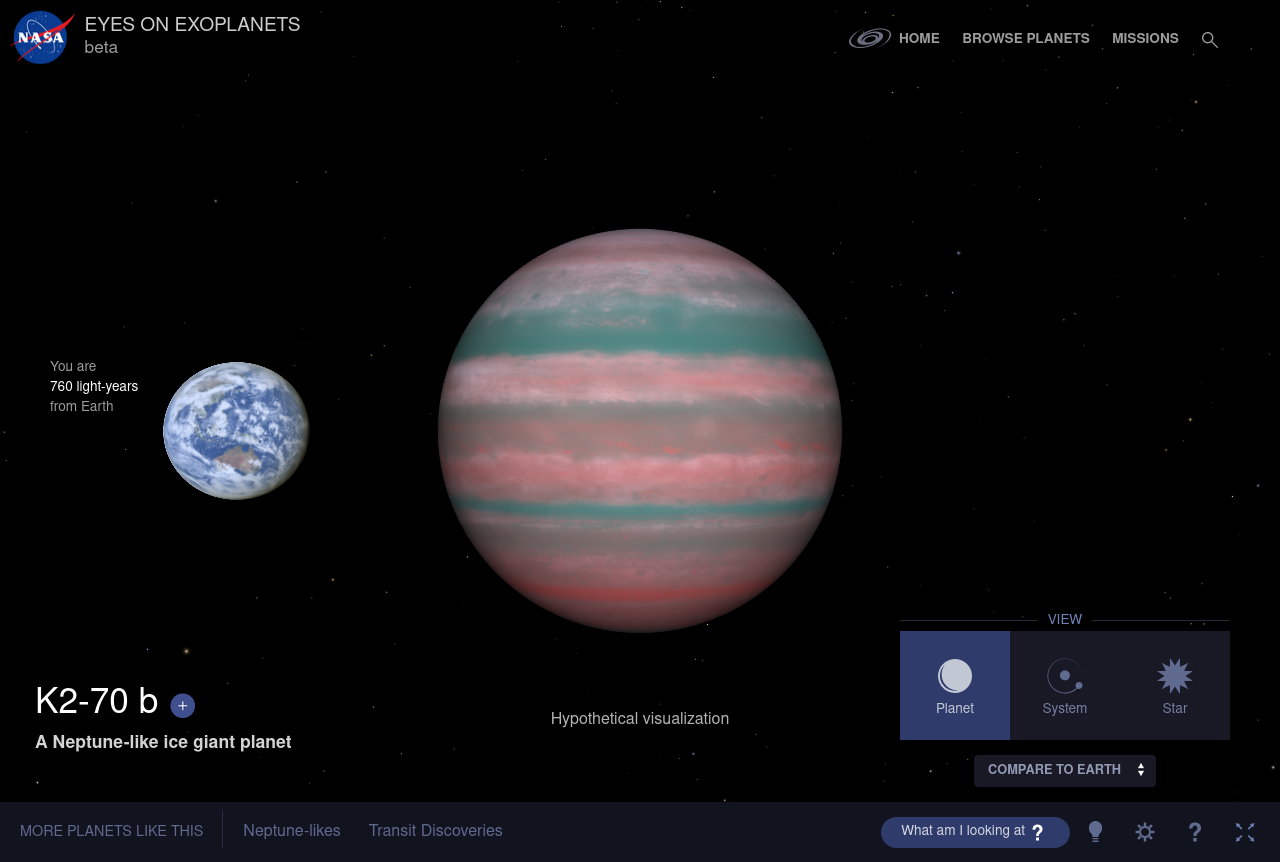 NASA
EYES ON EXOPLANETS
beta
HOME
BROWSE PLANETS
MISSIONS
You are
760 light-years
from Earth
K2-70 b +
A Neptune-like ice giant planet
Hypothetical visualization
VIEW
Planet
System
Star
COMPARE TO EARTH
MORE PLANETS LIKE THIS
Neptune-likes
Transit Discoveries
What am I looking at ?
?